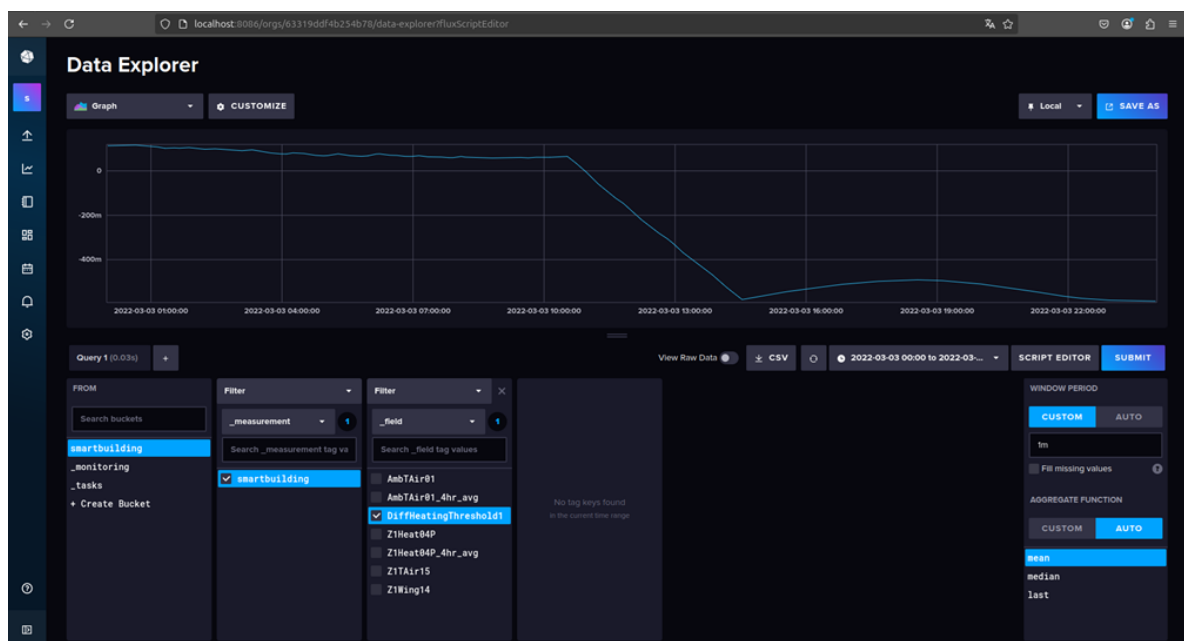 localhost:8086/orgs/63319ddf4b254b78/data-explorer?fluxScriptEditor
Data Explorer
S
Graph
CUSTOMIZE
Local
SAVE AS
0
-200m
-400m
2022-03-03 01:00:00
2022-03-03 04:00:00
2022-03-03 07:00:00
2022-03-03 10:00:00
2022-03-03 13:00:00
2022-03-03 16:00:00
2022-03-03 19:00:00
2022-03-03 22:00:00
Query 1 (0.03s)
+
View Raw Data
CSV
2022-03-03 00:00 to 2022-03-...
SCRIPT EDITOR
SUBMIT
FROM
Search buckets
smartbuilding
_monitoring
_tasks
+ Create Bucket
Filter
_measurement
1
Search _measurement tag va
smartbuilding
Filter
_field
1
Search _field tag values
AmbTAir01
AmbTAir01_4hr_avg
DiffHeatingThreshold1
Z1Heat04P
Z1Heat04P_4hr_avg
Z1TAir15
Z1Wing14
No tag keys found
in the current time range
WINDOW PERIOD
CUSTOM
AUTO
1m
Fill missing values
?
AGGREGATE FUNCTION
CUSTOM
AUTO
mean
median
last